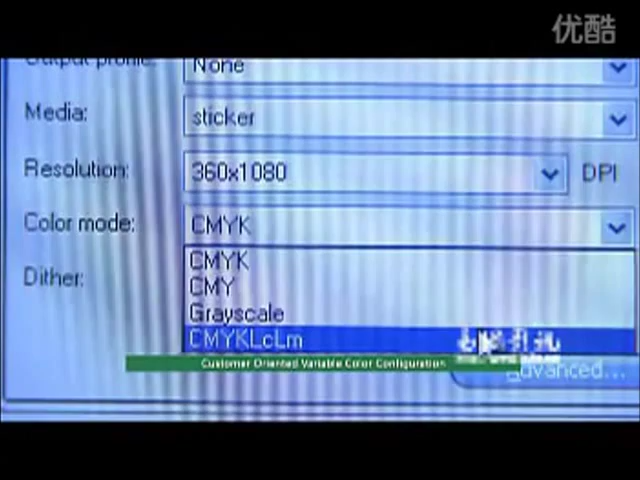 优酷
Output profile:
None
Media:
sticker
Resolution:
360x1080
DPI
Color mode:
CMYK
Dither:
CMYK
CMY
Grayscale
CMYKLcLm
Customer Oriented Variable Color Configuration
Advanced...